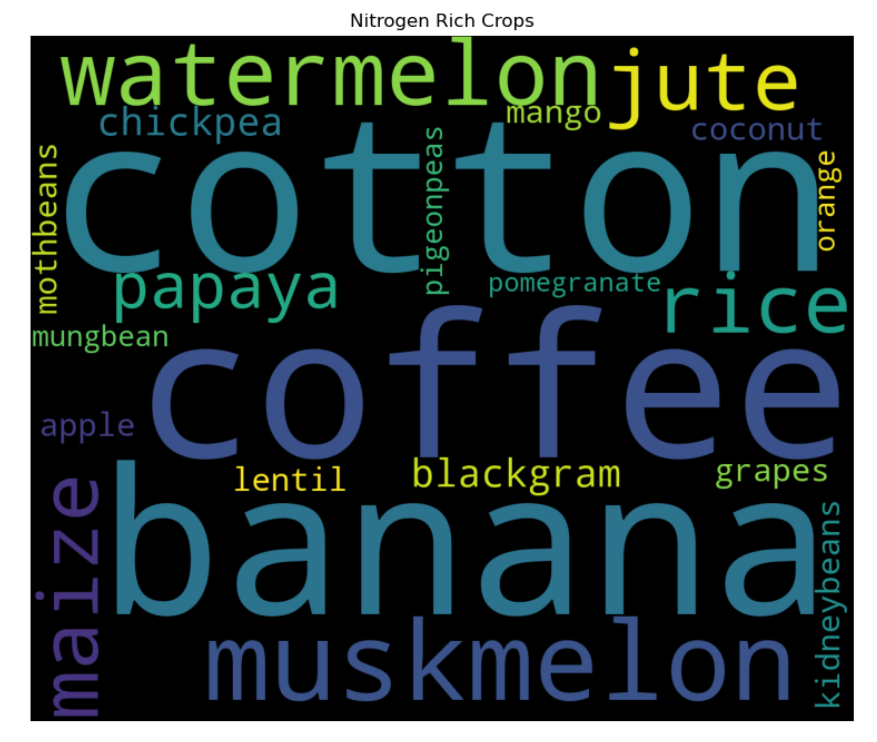 Nitrogen Rich Crops
watermelon
jute
mango
chickpea
coconut
cotton
mothbeans
pigeonpeas
orange
papaya
pomegranate
rice
mungbean
coffee
apple
lentil
blackgram
grapes
maize
banana
kidneybeans
muskmelon